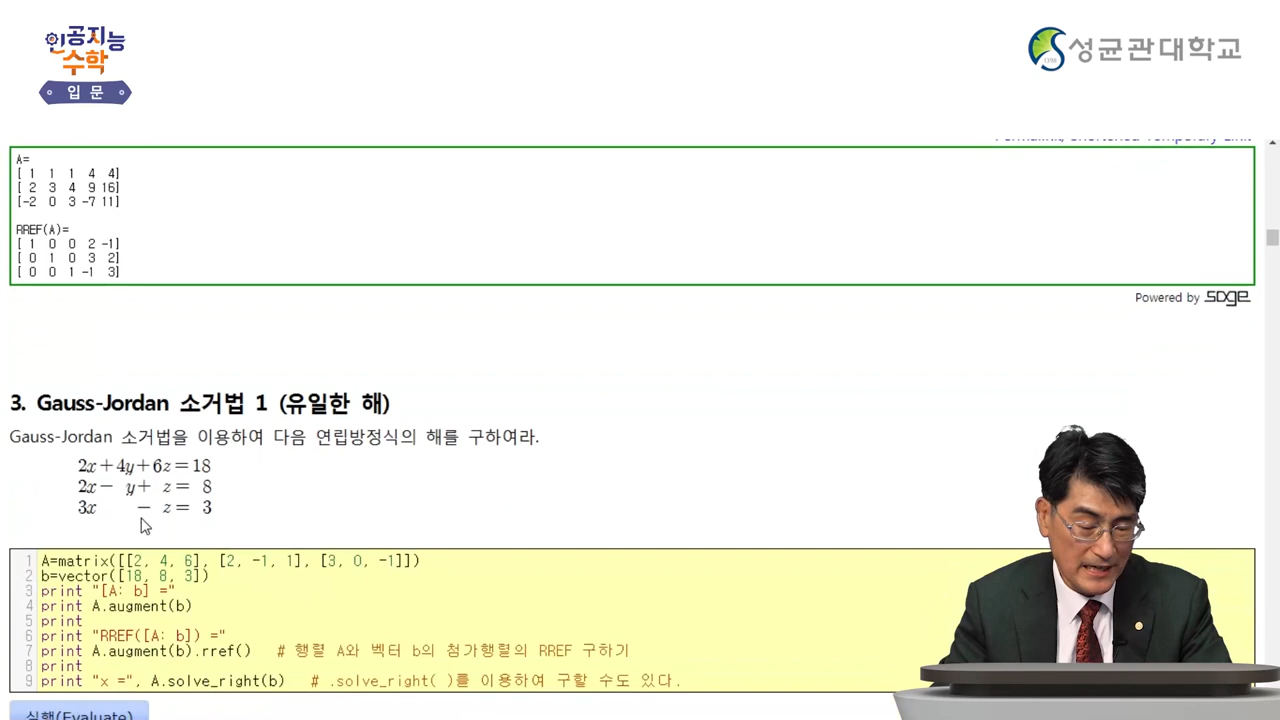 인공지능
수학
입문
성균관대학교
Permalink, Shortened Temporary Link
A=
[ 1 1 1 4 4]
[ 2 3 4 9 16]
[-2 0 3 -7 11]
RREF(A)=
[ 1 0 0 2 -1]
[ 0 1 0 3 2]
[ 0 0 1 -1 3]
Powered by sage
3. Gauss-Jordan 소거법 1 (유일한 해)
Gauss-Jordan 소거법을 이용하여 다음 연립방정식의 해를 구하여라.
2x+4y+6z=18
2x- y+ z= 8
3x - z= 3
1 A=matrix([[2, 4, 6], [2, -1, 1], [3, 0, -1]])
2 b=vector([18, 8, 3])
3 print "[A: b] ="
4 print A.augment(b)
5 print
6 print "RREF([A: b]) ="
7 print A.augment(b).rref() # 행렬 A와 벡터 b의 첨가행렬의 RREF 구하기
8 print
9 print "x =", A.solve_right(b) # .solve_right( )를 이용하여 구할 수도 있다.
실행(Evaluate)